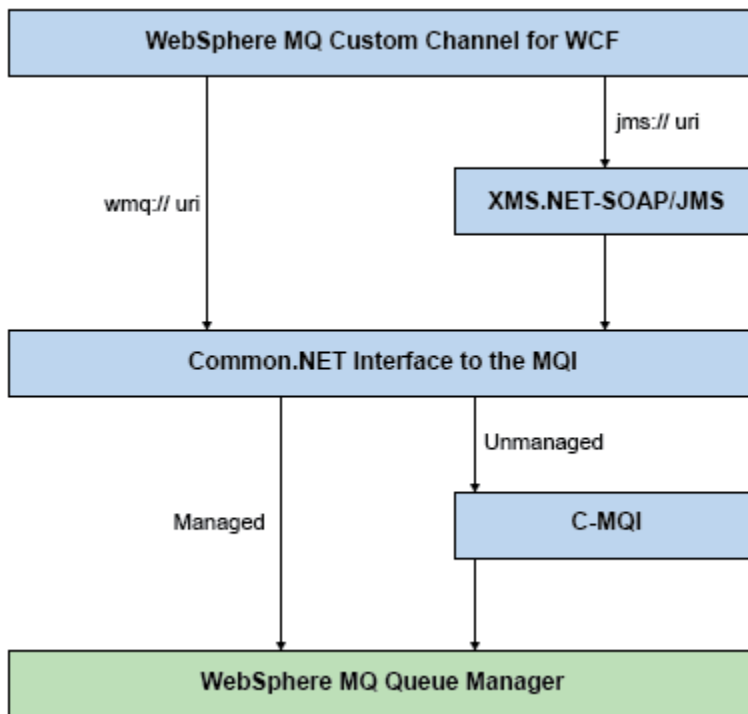 WebSphere MQ Custom Channel for WCF
jms:// uri
wmq:// uri
XMS.NET-SOAP/JMS
Common.NET Interface to the MQI
Unmanaged
Managed
C-MQI
WebSphere MQ Queue Manager